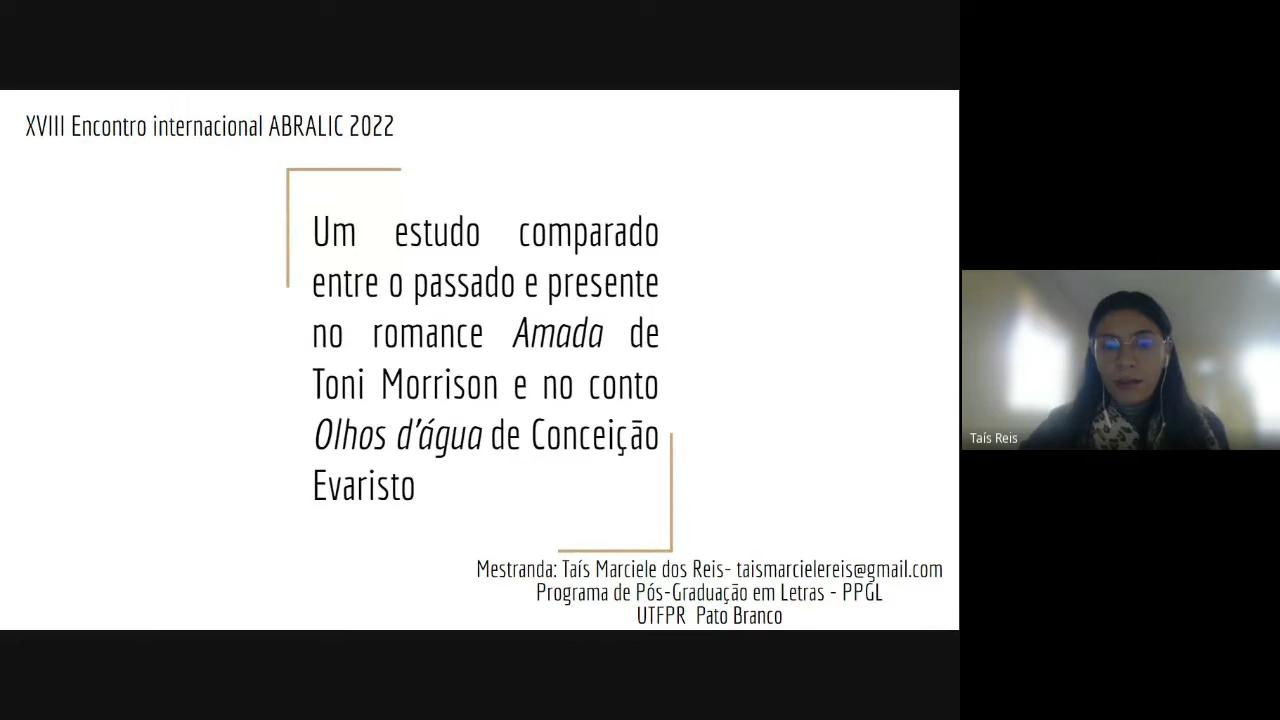 XVIII Encontro internacional ABRALIC 2022
Um estudo comparado
entre o passado e presente
no romance Amada de
Toni Morrison e no conto
Olhos d'água de Conceição
Evaristo
Mestranda: Taís Marciele dos Reis- taismarcielereis@gmail.com
Programa de Pós-Graduação em Letras - PPGL
UTFPR Pato Branco
Taís Reis